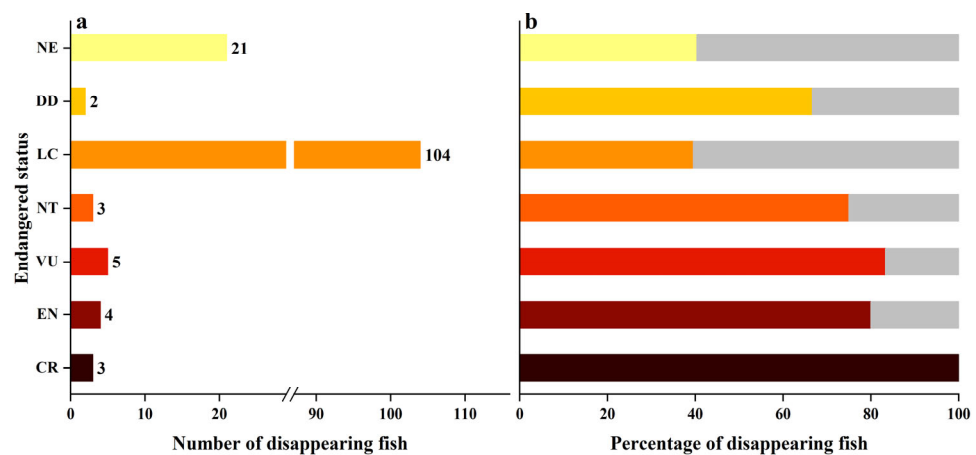 a
b
Endangered status
NE
21
DD
2
LC
104
NT
3
VU
5
EN
4
CR
3
0 10 20 90 100 110
Number of disappearing fish
0 20 40 60 80 100
Percentage of disappearing fish